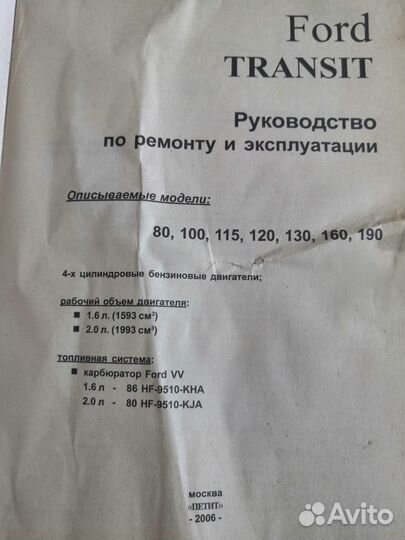 Ford
TRANSIT
Руководство
по ремонту и эксплуатации
Описываемые модели:
80, 100, 115, 120, 130, 160, 190
4-х цилиндровые бензиновые двигатели;
рабочий объем двигателя:
■ 1.6 л. (1593 см³)
■ 2.0 л. (1993 см³)
топливная система:
■ карбюратор Ford VV
1.6 л - 86 HF-9510-KHA
2.0 л - 80 HF-9510-KJA
МОСКВА
«ПЕТИТ»
- 2006 -
Avito